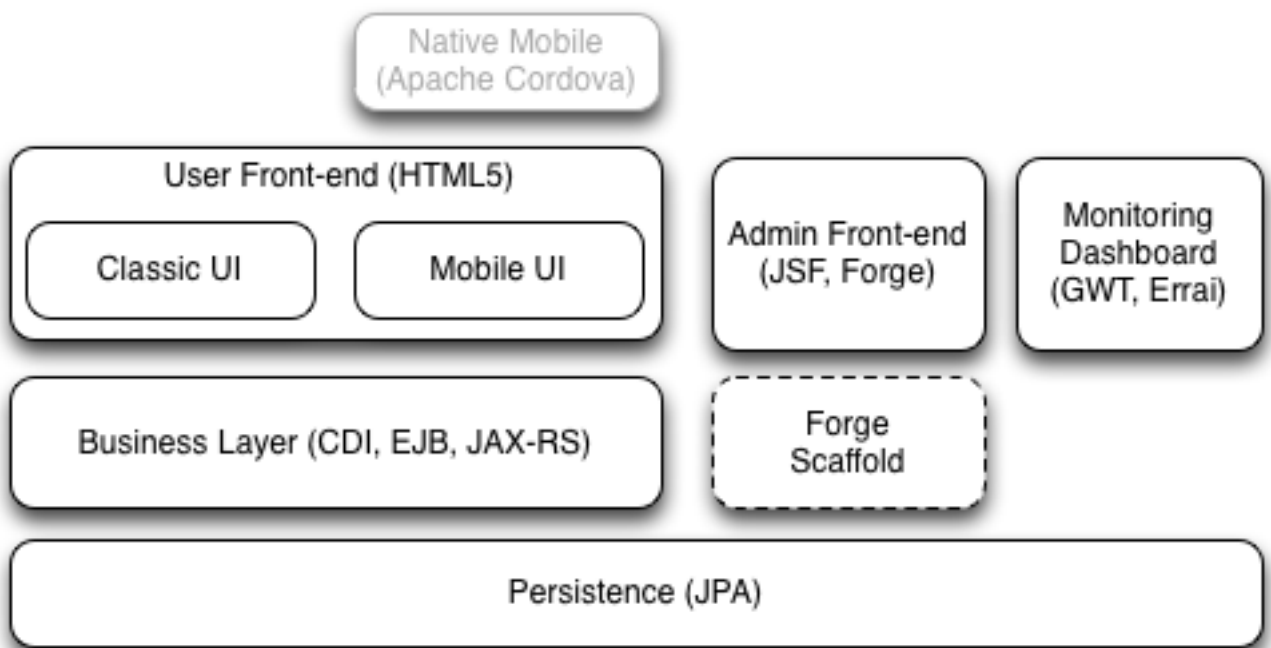 Native Mobile
(Apache Cordova)
User Front-end (HTML5)
Classic UI
Mobile UI
Admin Front-end
(JSF, Forge)
Monitoring
Dashboard
(GWT, Errai)
Business Layer (CDI, EJB, JAX-RS)
Forge
Scaffold
Persistence (JPA)